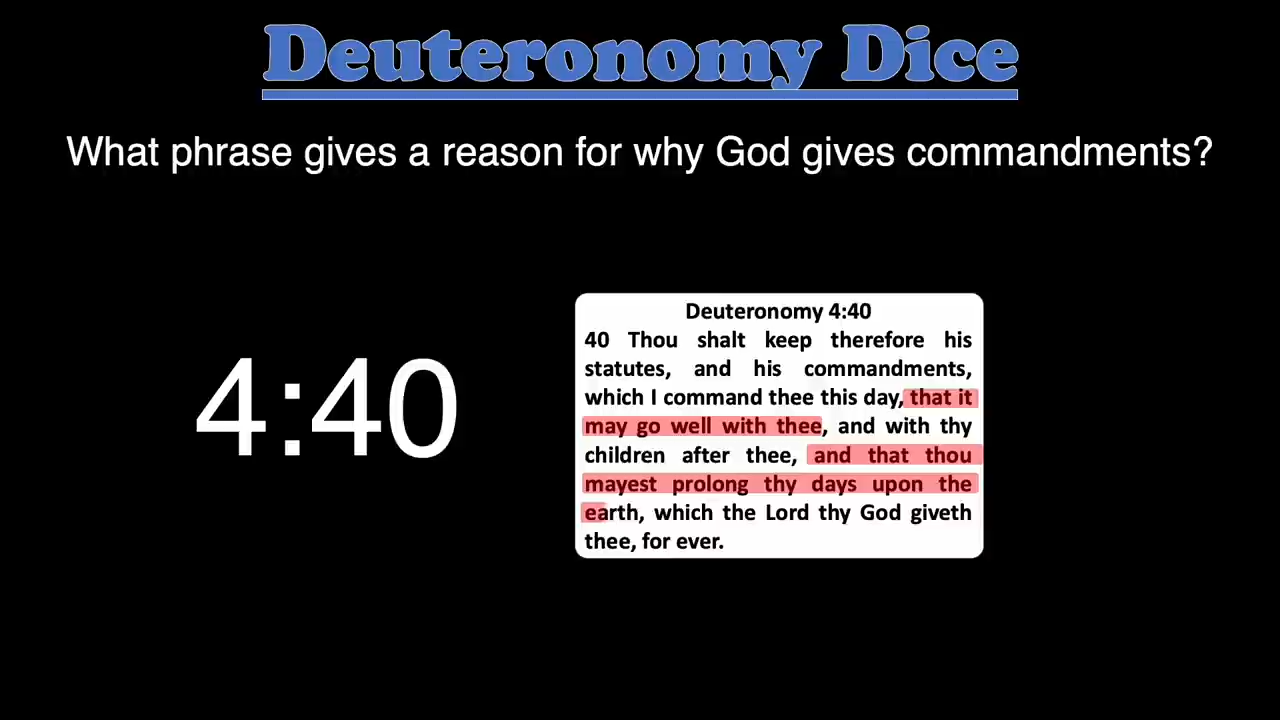 Deuteronomy Dice
What phrase gives a reason for why God gives commandments?
4:40
Deuteronomy 4:40
40 Thou shalt keep therefore his
statutes, and his commandments,
which I command thee this day, that it
may go well with thee, and with thy
children after thee, and that thou
mayest prolong thy days upon the
earth, which the Lord thy God giveth
thee, for ever.